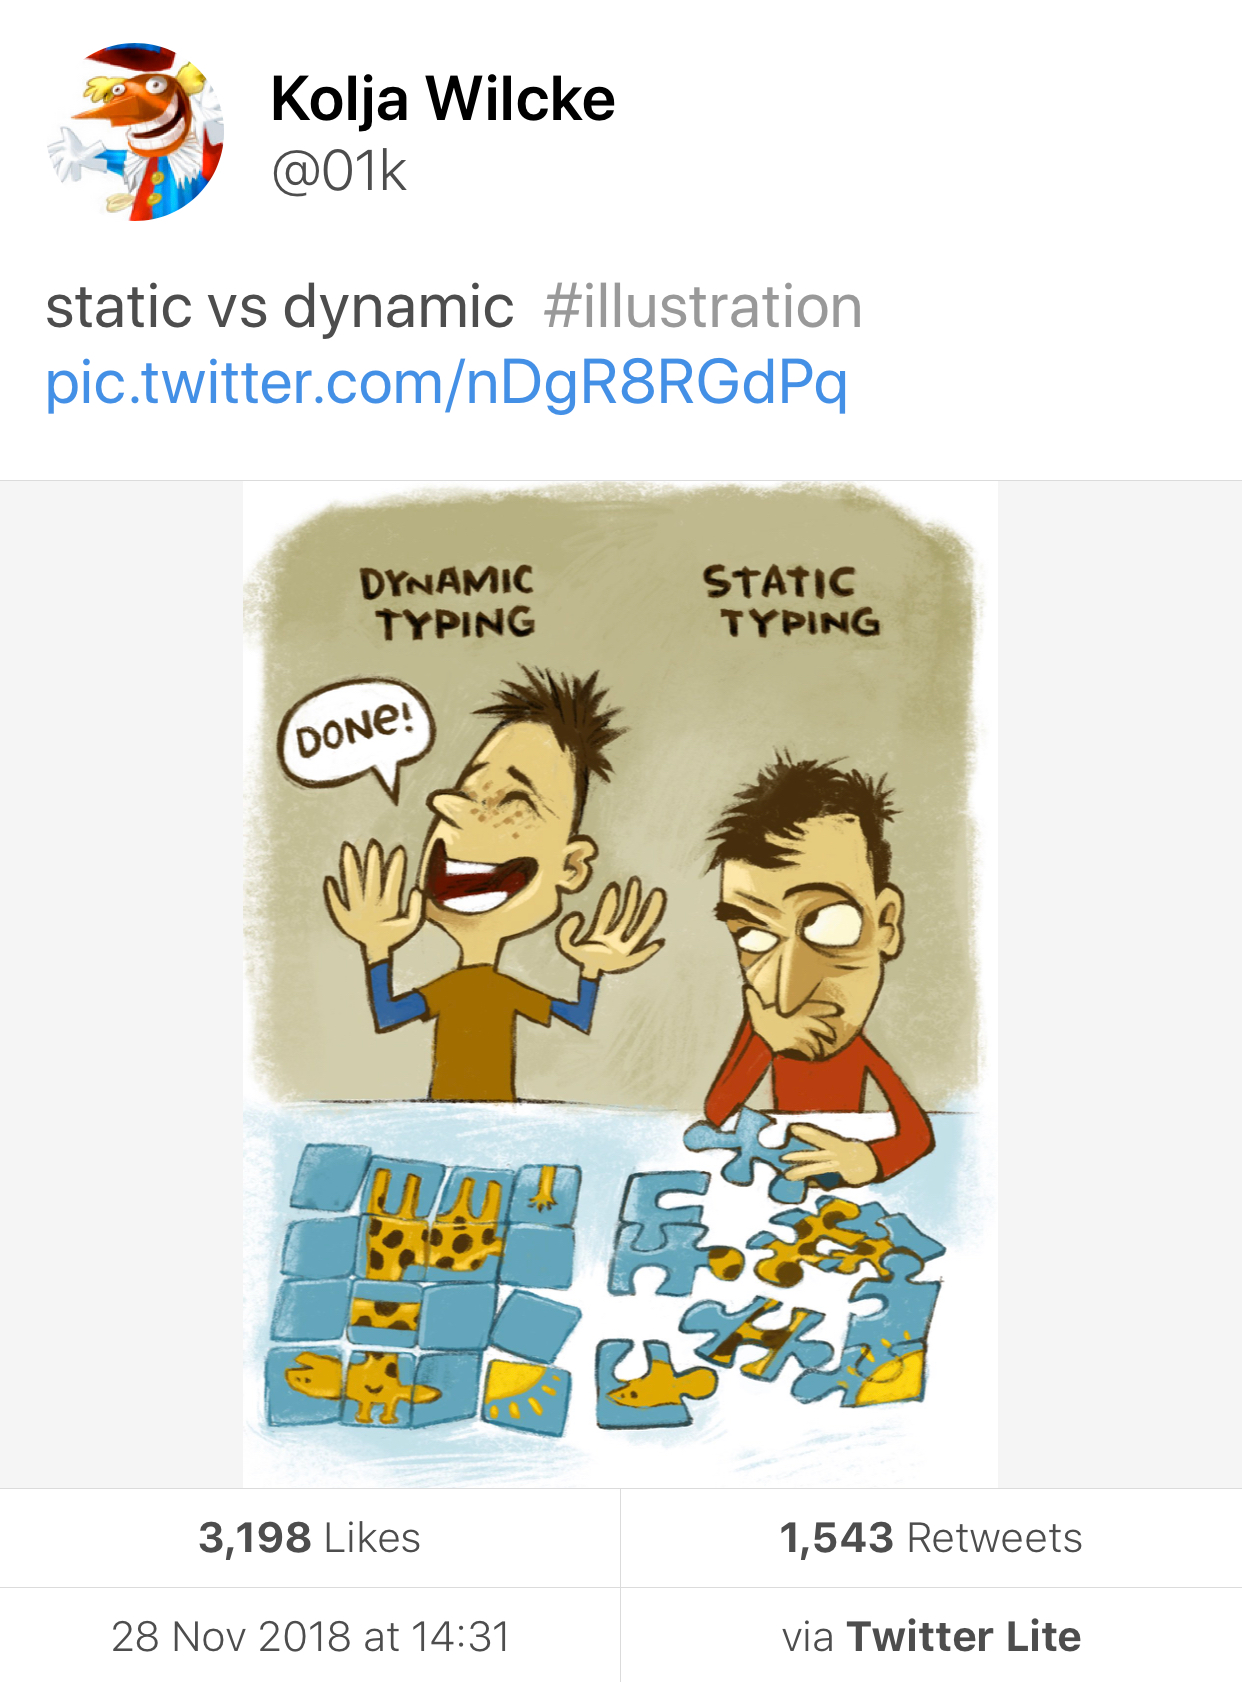 Kolja Wilcke
@01k
static vs dynamic #illustration
pic.twitter.com/nDgR8RGdPq
DYNAMIC
TYPING
STATIC
TYPING
DONe!
3,198 Likes
1,543 Retweets
28 Nov 2018 at 14:31
via Twitter Lite